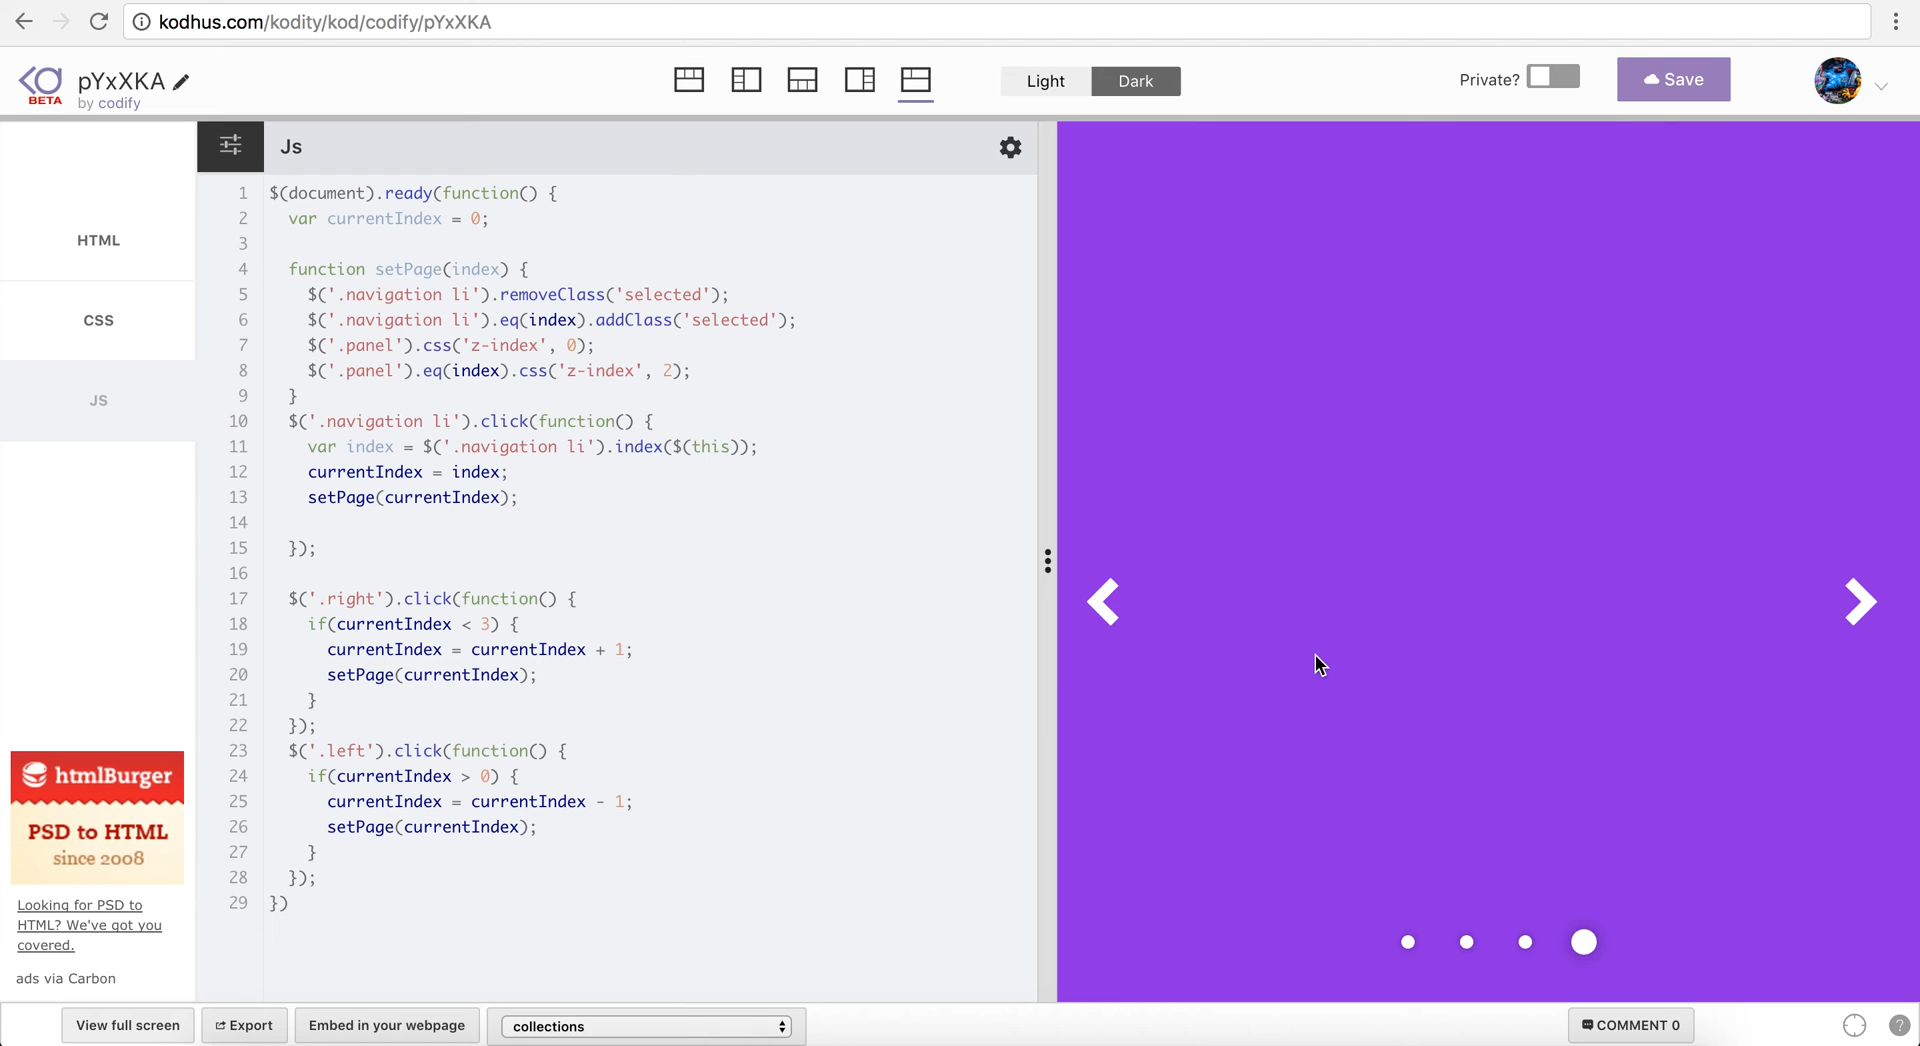 kodhus.com/kodity/kod/codify/pYxXKA
BETA
pYxXKA
by codify
Light
Dark
Private?
Save
HTML
CSS
JS
Js
1 $(document).ready(function() {
2 var currentIndex = 0;
3
4 function setPage(index) {
5 $('.navigation li').removeClass('selected');
6 $('.navigation li').eq(index).addClass('selected');
7 $('.panel').css('z-index', 0);
8 $('.panel').eq(index).css('z-index', 2);
9 }
10 $('.navigation li').click(function() {
11 var index = $('.navigation li').index($(this));
12 currentIndex = index;
13 setPage(currentIndex);
14
15 });
16
17 $('.right').click(function() {
18 if(currentIndex < 3) {
19 currentIndex = currentIndex + 1;
20 setPage(currentIndex);
21 }
22 });
23 $('.left').click(function() {
24 if(currentIndex > 0) {
25 currentIndex = currentIndex - 1;
26 setPage(currentIndex);
27 }
28 });
29 })
htmlBurger
PSD to HTML
since 2008
Looking for PSD to
HTML? We've got you
covered.
ads via Carbon
View full screen
Export
Embed in your webpage
collections
COMMENT 0
?